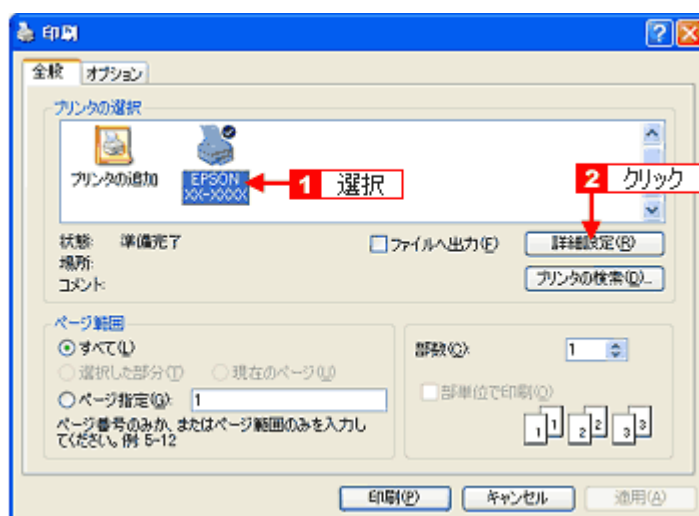 印刷
全般 オプション
プリンタの選択
プリンタの追加
EPSON
XX-XXXX
1 選択
2 クリック
状態: 準備完了
場所:
コメント:
ファイルへ出力(F)
詳細設定(R)
プリンタの検索(D)...
ページ範囲
すべて(L)
選択した部分(T) 現在のページ(U)
ページ指定(G): 1
ページ番号のみか、またはページ範囲のみを入力し
てください。例 5-12
部数(C): 1
部単位で印刷(O)
1 1 2 2 3 3
印刷(P) キャンセル 適用(A)